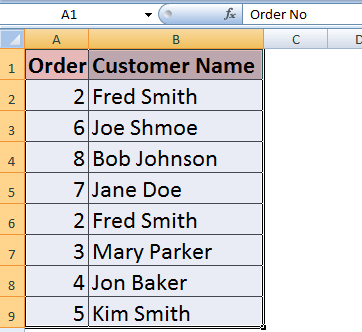 A1 fx Order No
A B C D
1 Order Customer Name
2 2 Fred Smith
3 6 Joe Shmoe
4 8 Bob Johnson
5 7 Jane Doe
6 2 Fred Smith
7 3 Mary Parker
8 4 Jon Baker
9 5 Kim Smith